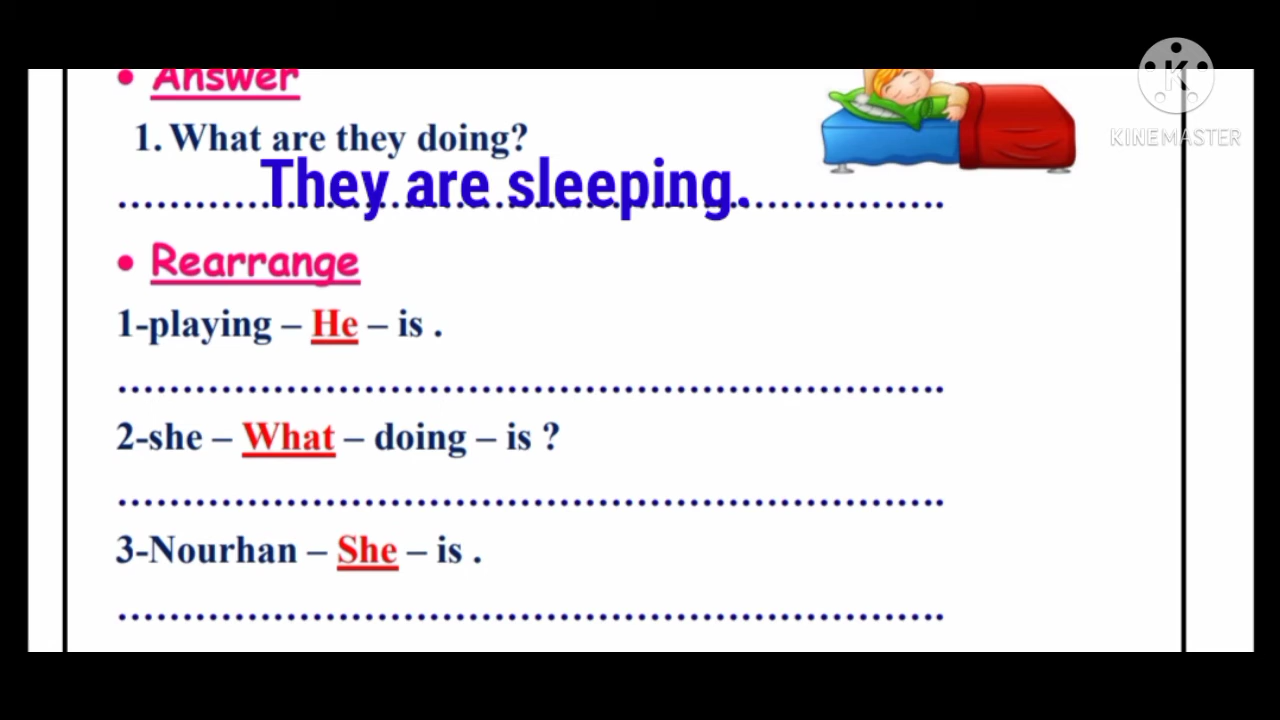 • Answer
1. What are they doing?
They are sleeping.
……………………………………………………….
• Rearrange
1-playing – He – is .
……………………………………………………….
2-she – What – doing – is ?
……………………………………………………….
3-Nourhan – She – is .
……………………………………………………….
K
KINEMASTER